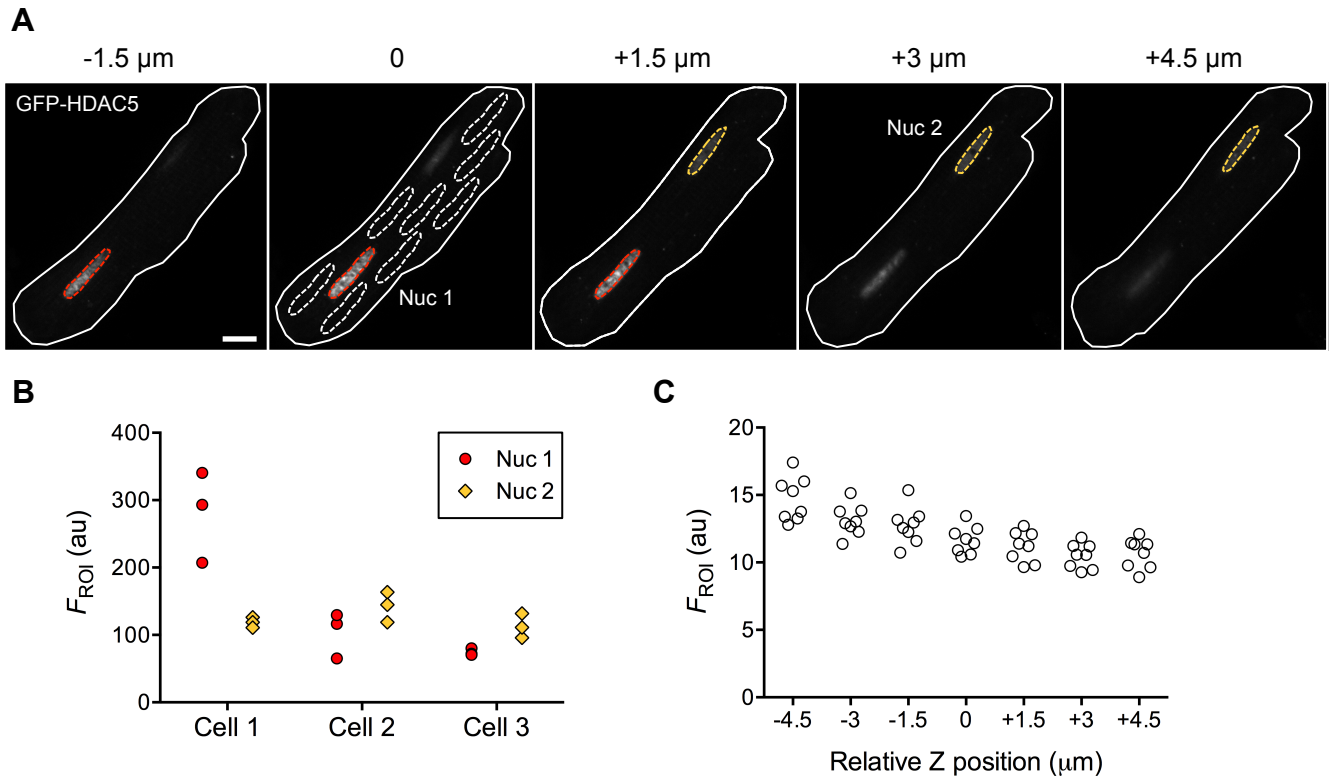 A
-1.5 µm 0 +1.5 µm +3 µm +4.5 µm
GFP-HDAC5
Nuc 2
Nuc 1
B
400
300
200
100
0
F_ROI (au)
Nuc 1
Nuc 2
Cell 1 Cell 2 Cell 3
C
20
15
10
5
0
F_ROI (au)
-4.5 -3 -1.5 0 +1.5 +3 +4.5
Relative Z position (µm)